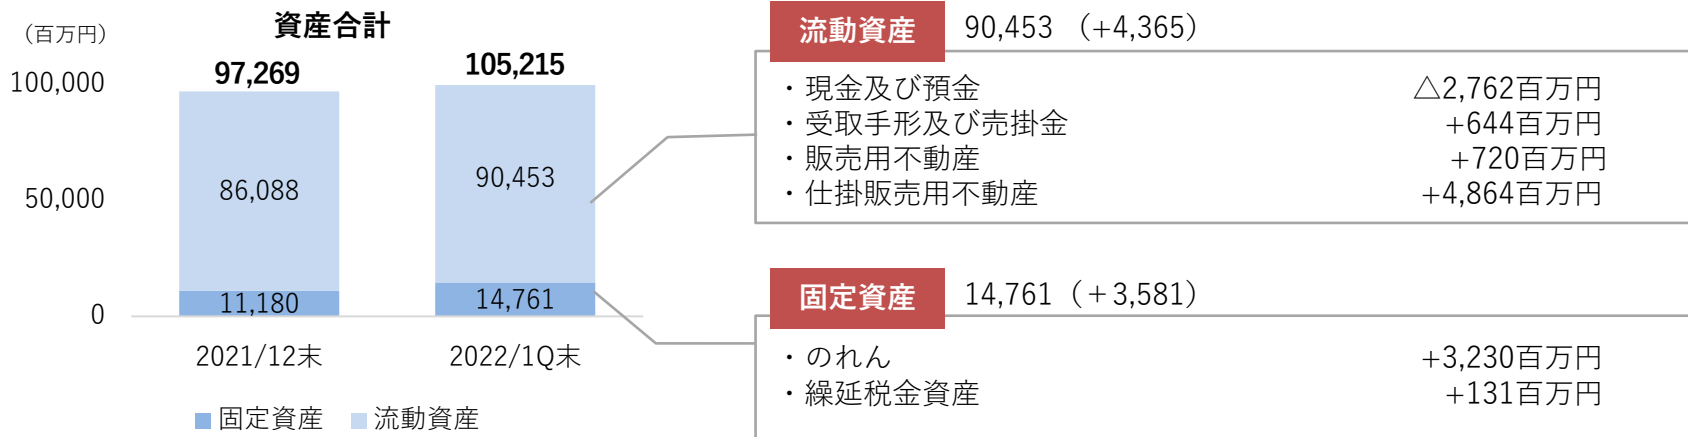 資産合計
（百万円）
97,269
105,215
100,000
50,000
0
86,088
90,453
11,180
14,761
2021/12末
2022/1Q末
固定資産 流動資産
流動資産 90,453 （+4,365）
・現金及び預金 △2,762百万円
・受取手形及び売掛金 +644百万円
・販売用不動産 +720百万円
・仕掛販売用不動産 +4,864百万円
固定資産 14,761（＋3,581）
・のれん +3,230百万円
・繰延税金資産 +131百万円